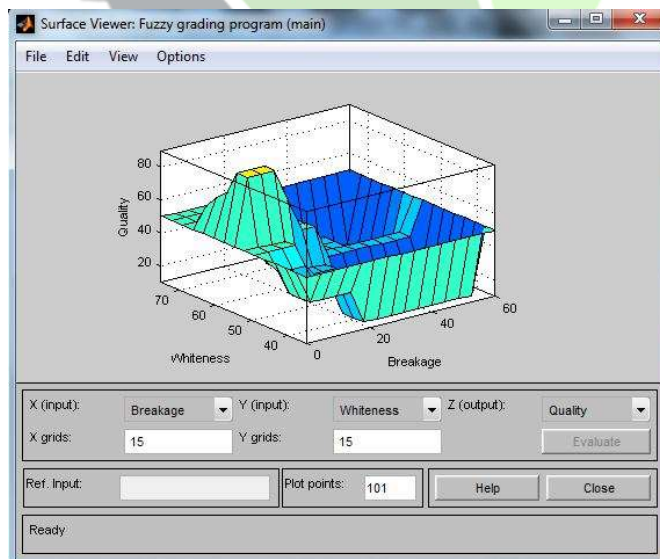 Surface Viewer: Fuzzy grading program (main)
File Edit View Options
80
60
40
20
Quality
70
60
50
40
Whiteness
0
20
40
60
Breakage
X (input): Breakage Y (input): Whiteness Z (output): Quality
X grids: 15 Y grids: 15 Evaluate
Ref. Input: Plot points: 101 Help Close
Ready